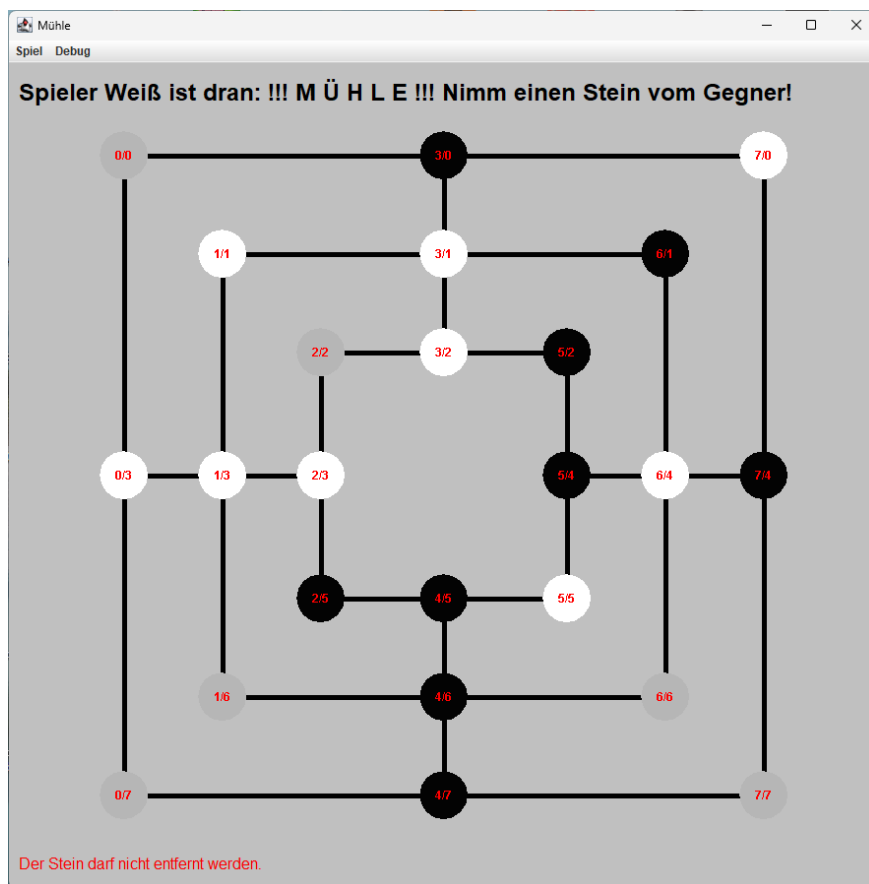 Mühle
Spiel Debug
Spieler Weiß ist dran: !!! M Ü H L E !!! Nimm einen Stein vom Gegner!
0/0 3/0 7/0
1/1 3/1 6/1
2/2 3/2 5/2
0/3 1/3 2/3 5/4 6/4 7/4
2/5 4/5 5/5
1/6 4/6 6/6
0/7 4/7 7/7
Der Stein darf nicht entfernt werden.